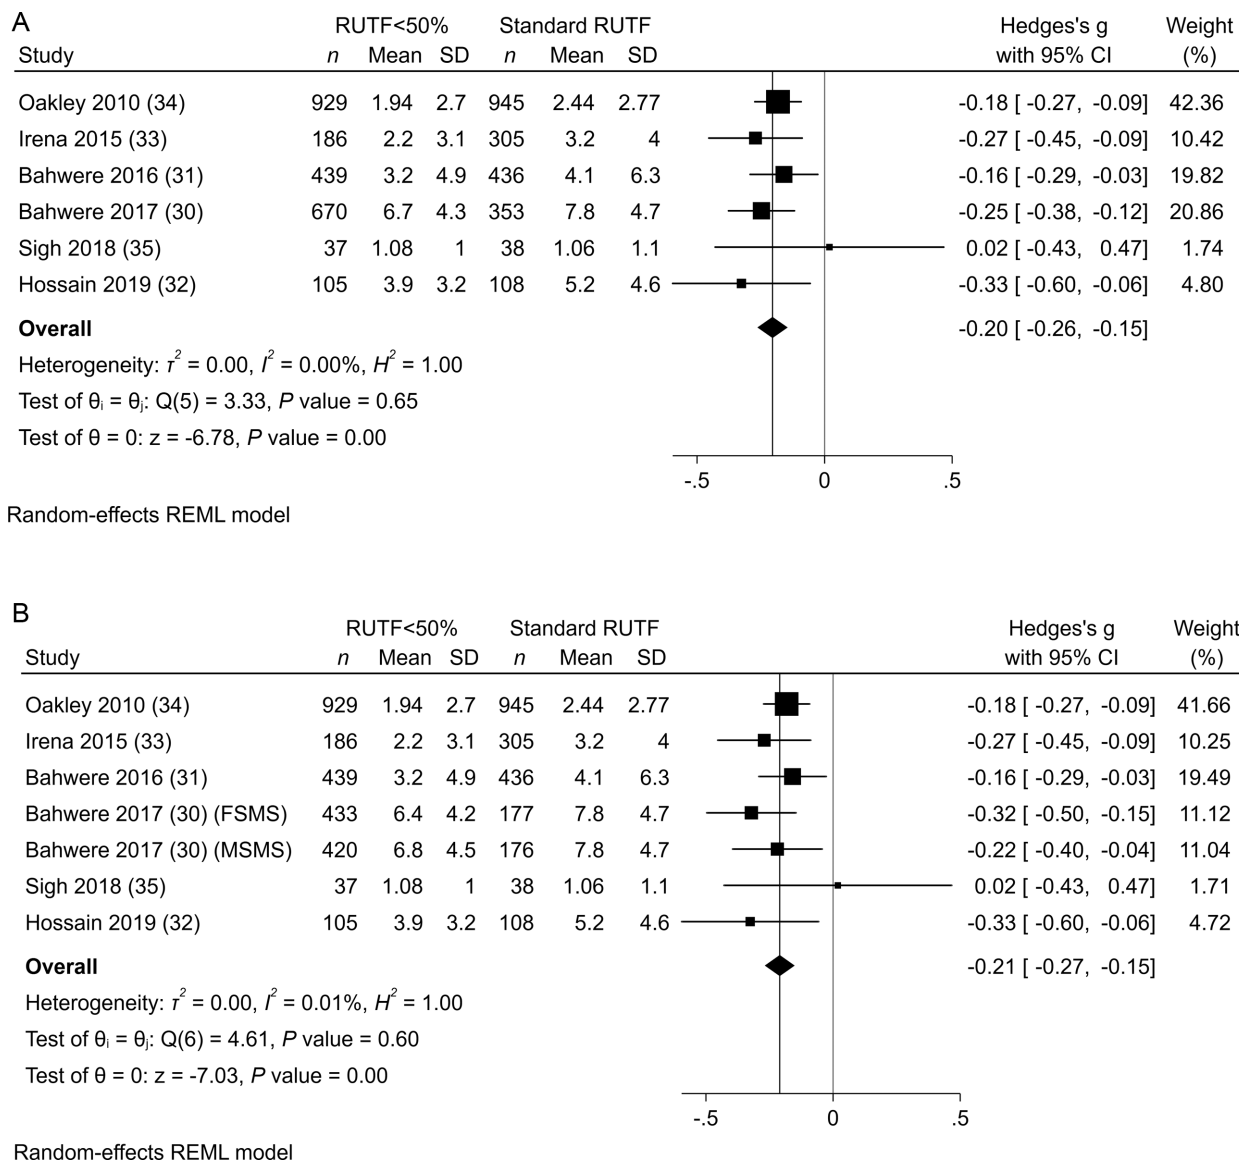 A
RUTF<50% Standard RUTF Hedges's g Weight
Study n Mean SD n Mean SD with 95% CI (%)
Oakley 2010 (34) 929 1.94 2.7 945 2.44 2.77 -0.18 [ -0.27, -0.09] 42.36
Irena 2015 (33) 186 2.2 3.1 305 3.2 4 -0.27 [ -0.45, -0.09] 10.42
Bahwere 2016 (31) 439 3.2 4.9 436 4.1 6.3 -0.16 [ -0.29, -0.03] 19.82
Bahwere 2017 (30) 670 6.7 4.3 353 7.8 4.7 -0.25 [ -0.38, -0.12] 20.86
Sigh 2018 (35) 37 1.08 1 38 1.06 1.1 0.02 [ -0.43, 0.47] 1.74
Hossain 2019 (32) 105 3.9 3.2 108 5.2 4.6 -0.33 [ -0.60, -0.06] 4.80
Overall -0.20 [ -0.26, -0.15]
Heterogeneity: τ² = 0.00, I² = 0.00%, H² = 1.00
Test of θᵢ = θⱼ: Q(5) = 3.33, P value = 0.65
Test of θ = 0: z = -6.78, P value = 0.00
-.5 0 .5
Random-effects REML model
B
RUTF<50% Standard RUTF Hedges's g Weight
Study n Mean SD n Mean SD with 95% CI (%)
Oakley 2010 (34) 929 1.94 2.7 945 2.44 2.77 -0.18 [ -0.27, -0.09] 41.66
Irena 2015 (33) 186 2.2 3.1 305 3.2 4 -0.27 [ -0.45, -0.09] 10.25
Bahwere 2016 (31) 439 3.2 4.9 436 4.1 6.3 -0.16 [ -0.29, -0.03] 19.49
Bahwere 2017 (30) (FSMS) 433 6.4 4.2 177 7.8 4.7 -0.32 [ -0.50, -0.15] 11.12
Bahwere 2017 (30) (MSMS) 420 6.8 4.5 176 7.8 4.7 -0.22 [ -0.40, -0.04] 11.04
Sigh 2018 (35) 37 1.08 1 38 1.06 1.1 0.02 [ -0.43, 0.47] 1.71
Hossain 2019 (32) 105 3.9 3.2 108 5.2 4.6 -0.33 [ -0.60, -0.06] 4.72
Overall -0.21 [ -0.27, -0.15]
Heterogeneity: τ² = 0.00, I² = 0.01%, H² = 1.00
Test of θᵢ = θⱼ: Q(6) = 4.61, P value = 0.60
Test of θ = 0: z = -7.03, P value = 0.00
-.5 0 .5
Random-effects REML model